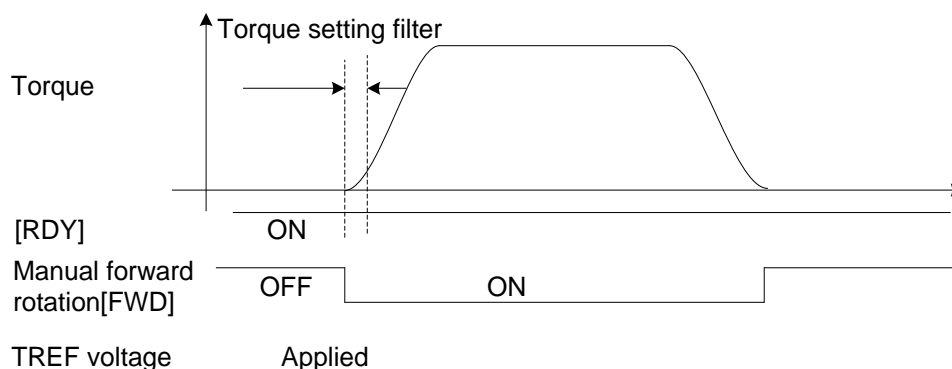 Torque setting filter
Torque
[RDY] ON
Manual forward
rotation[FWD] OFF ON
TREF voltage Applied